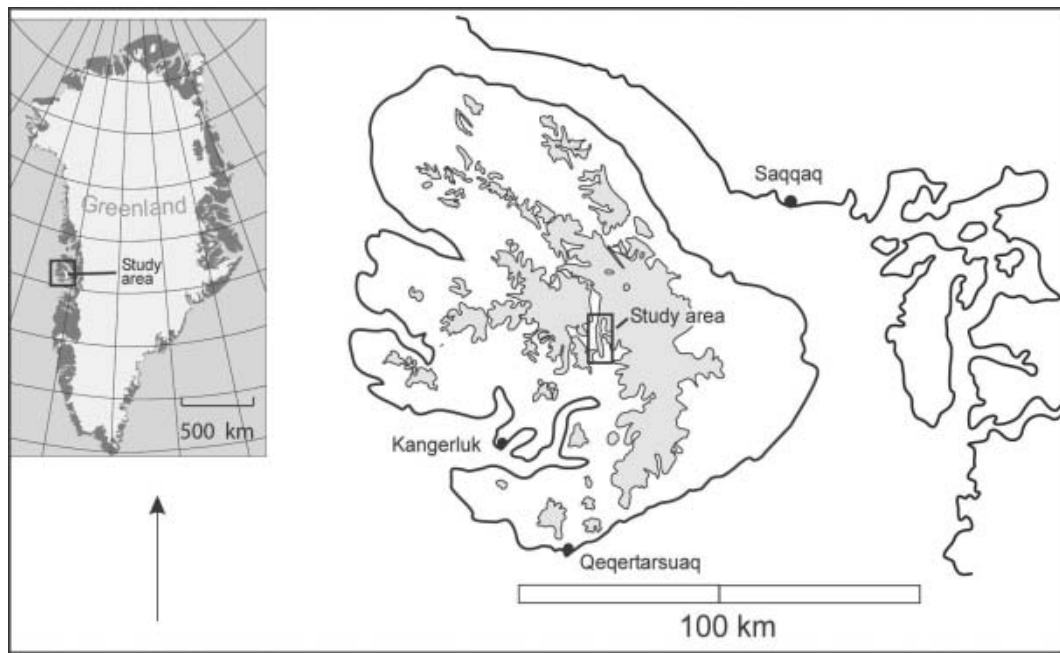 Greenland
Study
area
500 km
Saqqaq
Study area
Kangerluk
Qeqertarsuaq
100 km